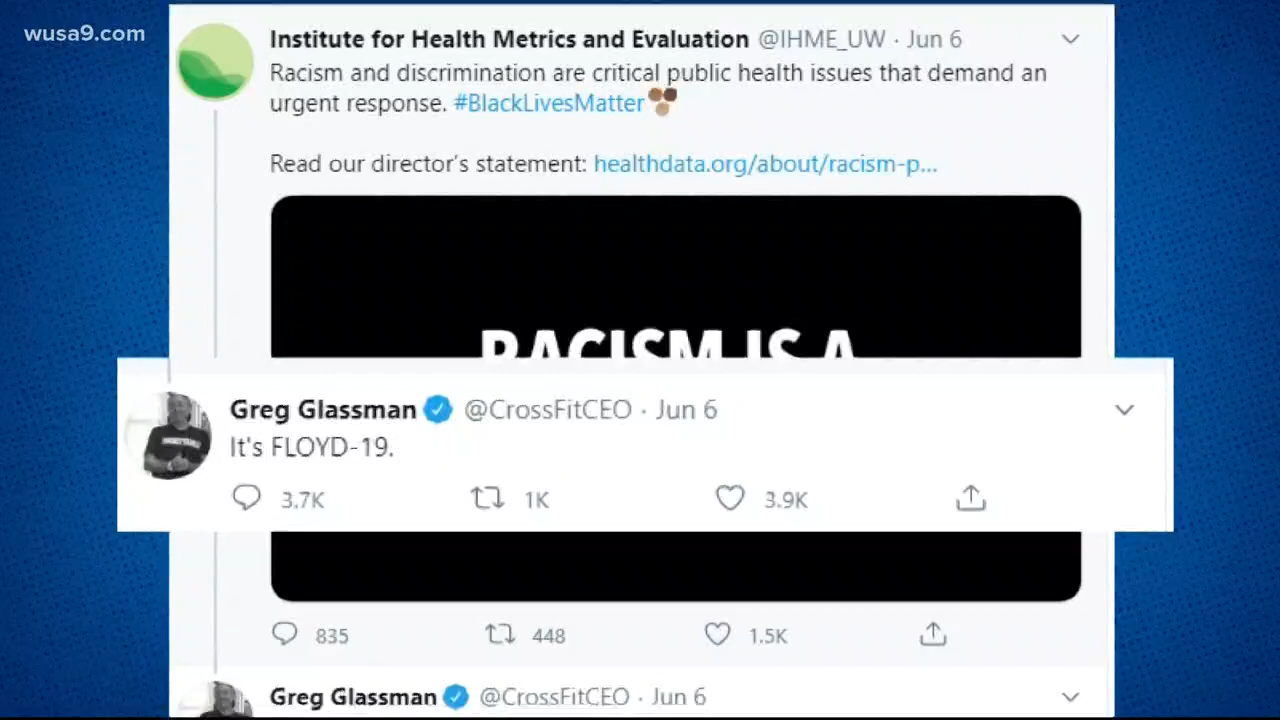 wusa9.com
Institute for Health Metrics and Evaluation @IHME_UW · Jun 6
Racism and discrimination are critical public health issues that demand an
urgent response. #BlackLivesMatter
Read our director's statement: healthdata.org/about/racism-p...
RACISM IS A
Greg Glassman @CrossFitCEO · Jun 6
It's FLOYD-19.
3.7K 1K 3.9K
835 448 1.5K
Greg Glassman @CrossFitCEO · Jun 6